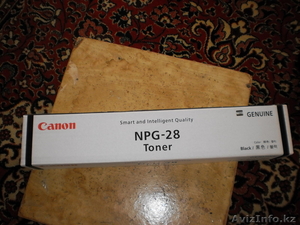 Canon
Smart and Intelligent Quality
NPG-28
Toner
GENUINE
Black /
AvizInfo.kz